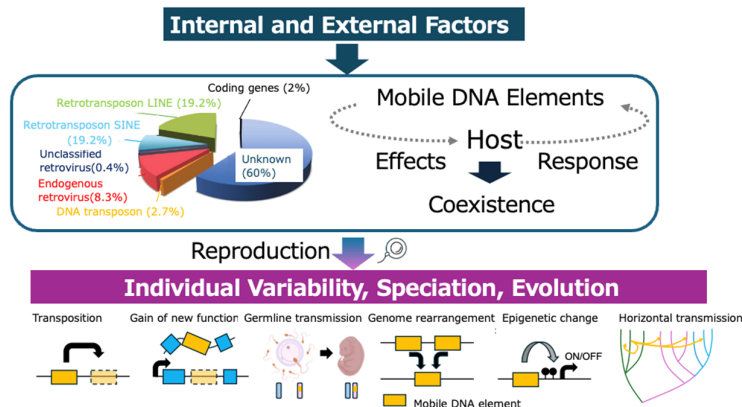 Internal and External Factors
Coding genes (2%)
Retrotransposon LINE (19.2%)
Retrotransposon SINE
(19.2%)
Unclassified
retrovirus(0.4%)
Endogenous
retrovirus(8.3%)
DNA transposon (2.7%)
Unknown
(60%)
Mobile DNA Elements
Host
Effects
Response
Coexistence
Reproduction
Individual Variability, Speciation, Evolution
Transposition
Gain of new function
Germline transmission
Genome rearrangement
Epigenetic change
Horizontal transmission
ON/OFF
Mobile DNA element